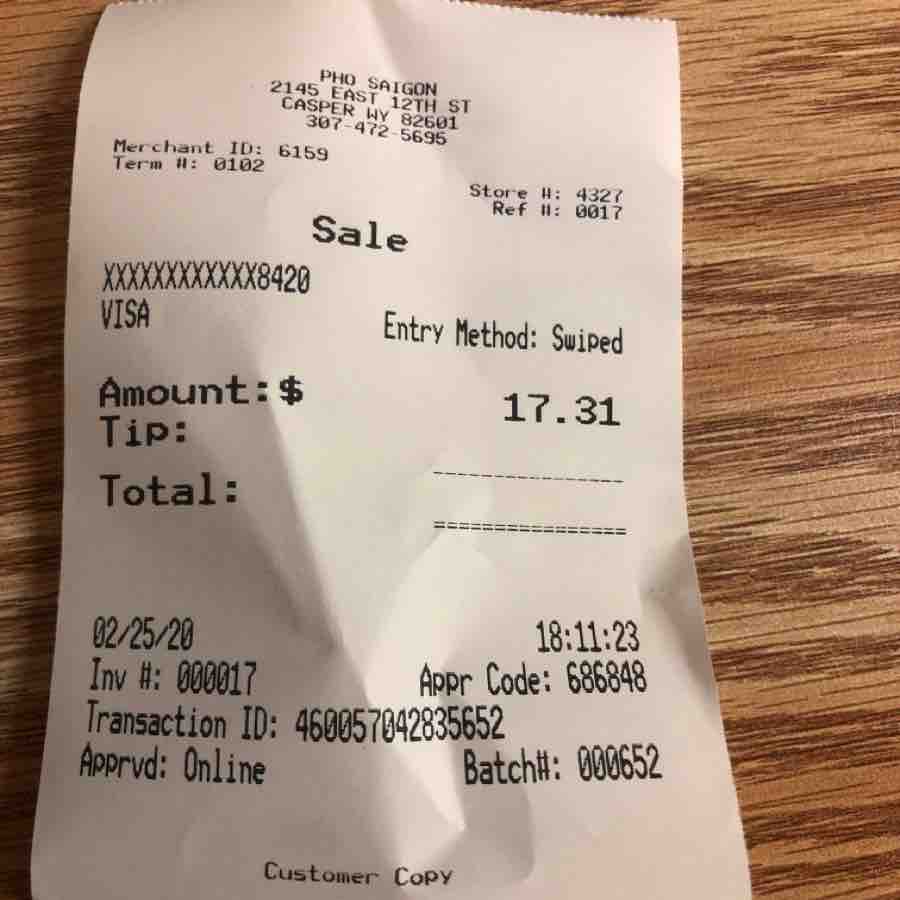 PHO SAIGON
2145 EAST 12TH ST
CASPER WY 82601
307-472-5695
Merchant ID: 6159
Term #: 0102
Store #: 4327
Ref #: 0017
Sale
XXXXXXXXXXXX8420
VISA
Entry Method: Swiped
Amount:$ 17.31
Tip:
Total:
02/25/20 18:11:23
Inv #: 000017 Appr Code: 686848
Transaction ID: 460057042835652
Apprvd: Online Batch#: 000652
Customer Copy